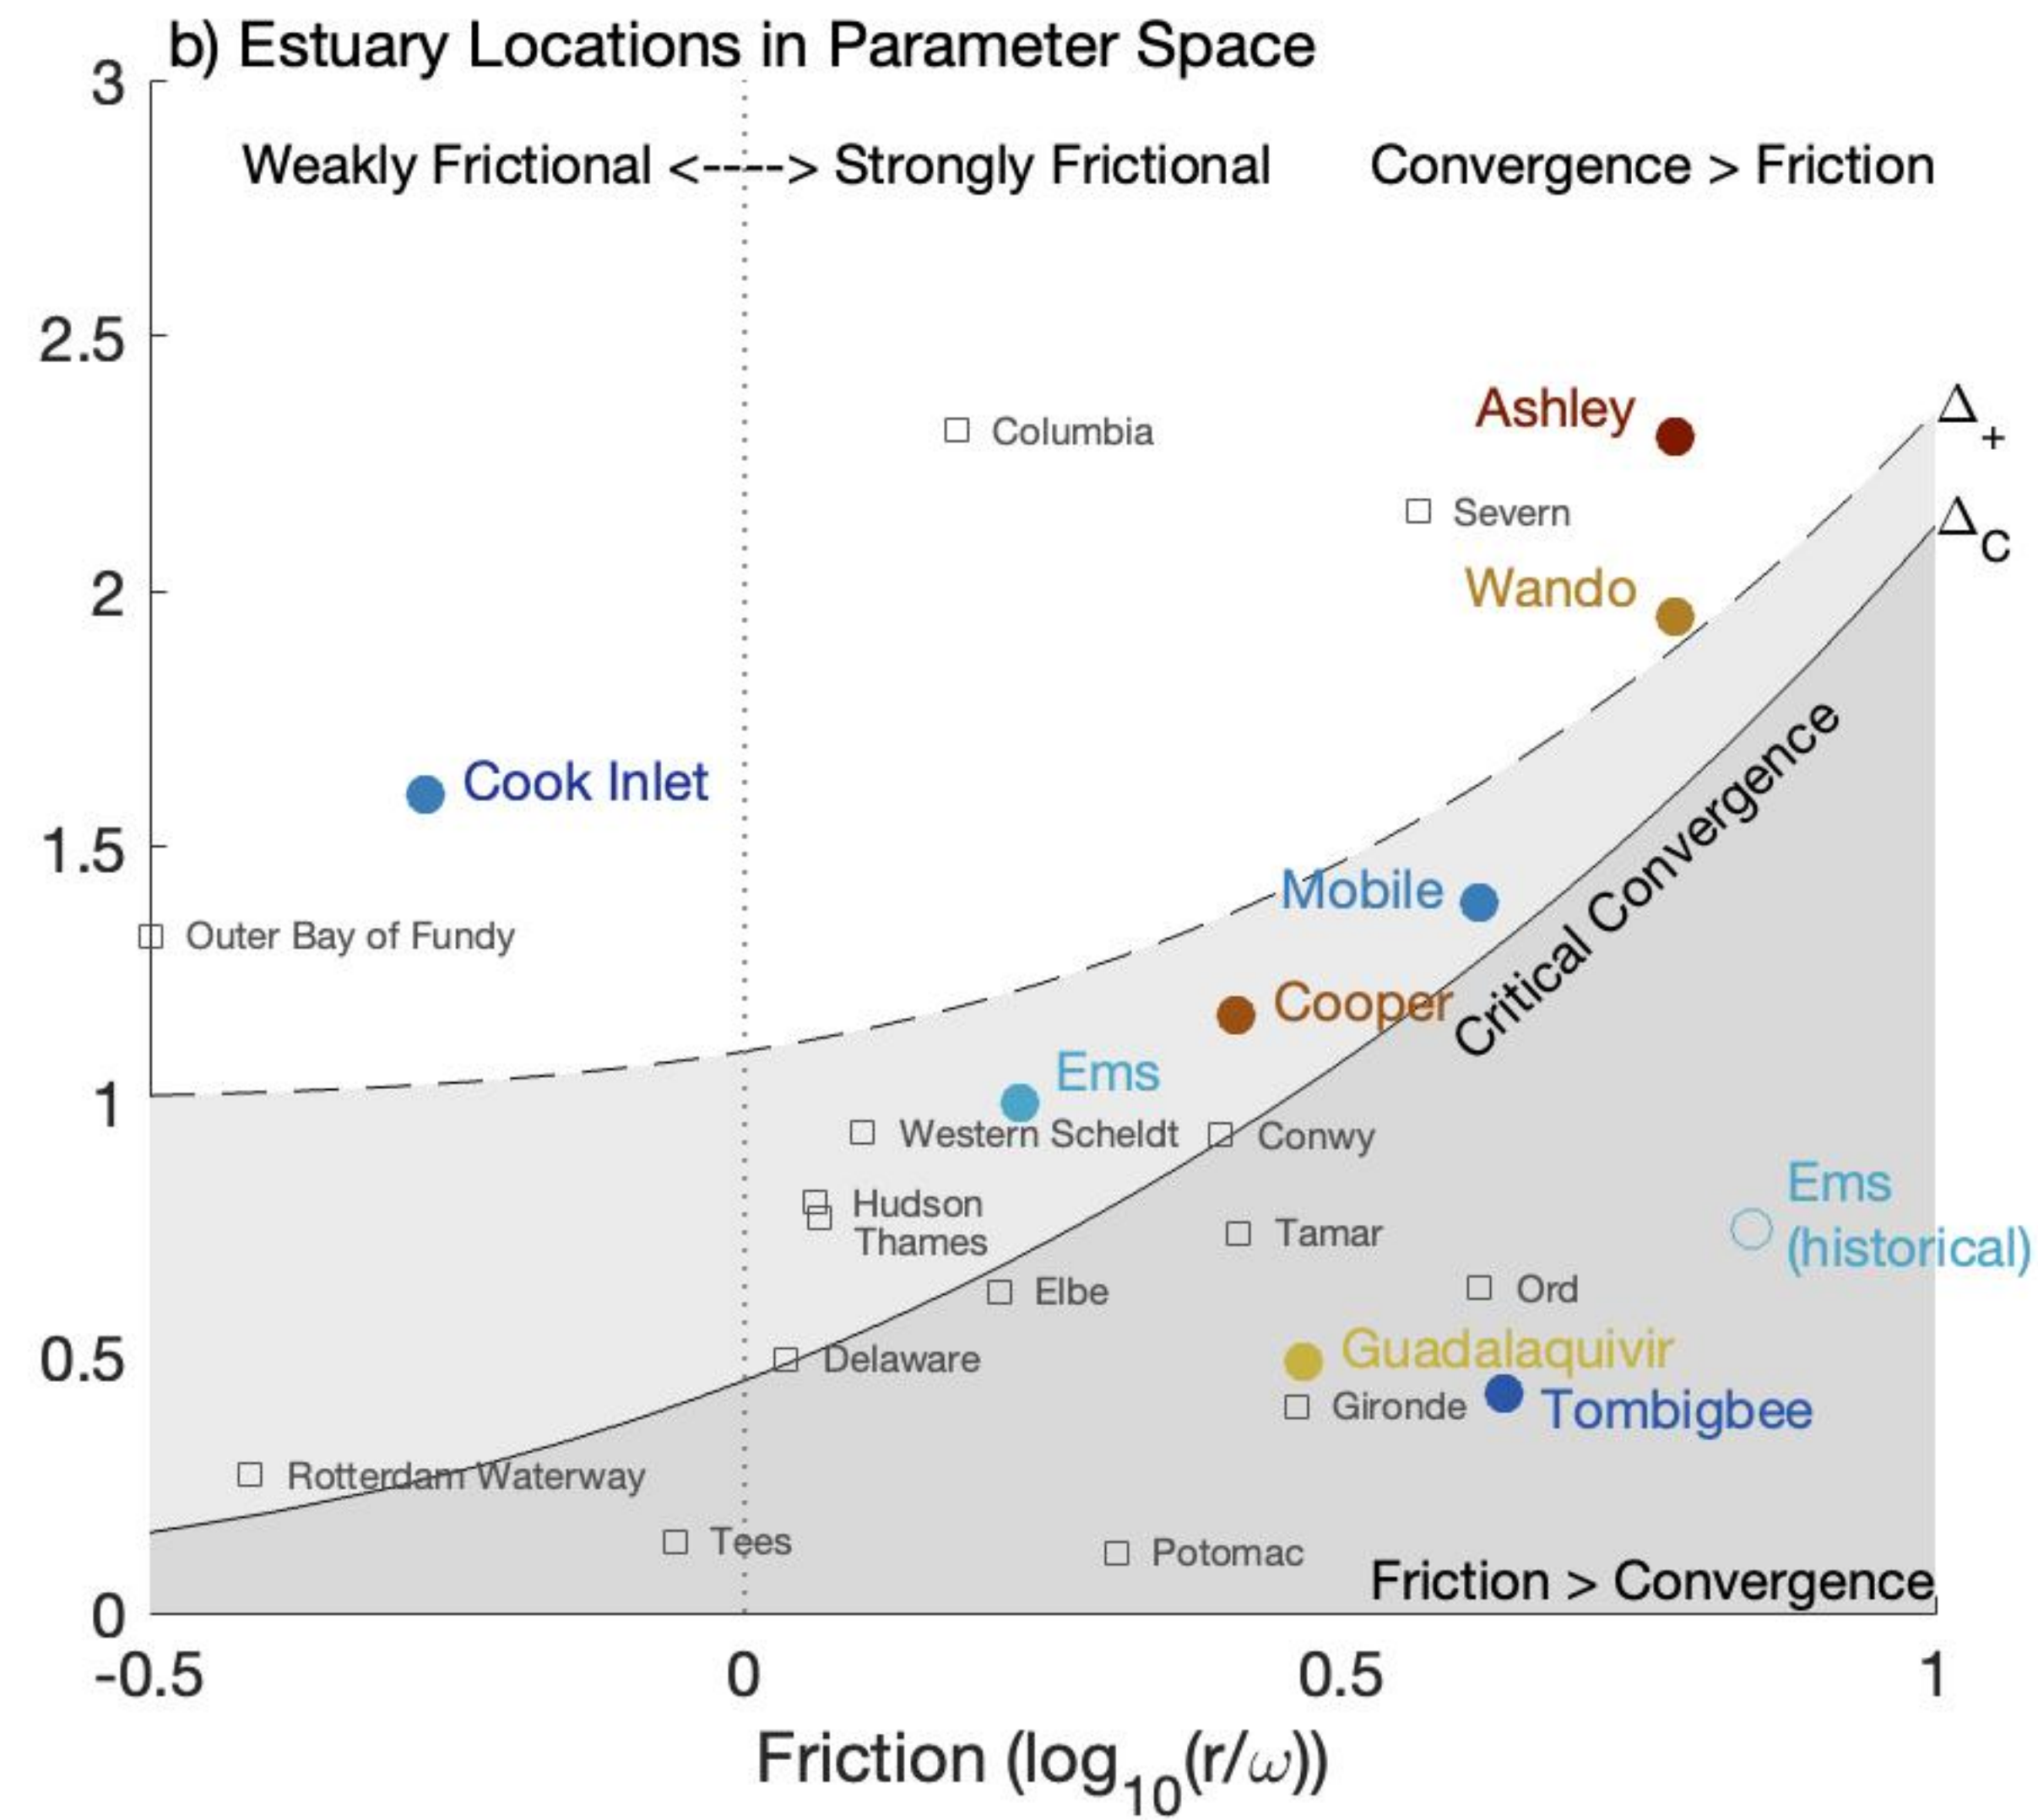 b) Estuary Locations in Parameter Space
3
Weakly Frictional <----> Strongly Frictional
Convergence > Friction
2.5
Ashley
Δ+
Columbia
Severn
ΔC
2
Wando
Cook Inlet
1.5
Mobile
Critical Convergence
Outer Bay of Fundy
Cooper
Ems
1
Western Scheldt
Conwy
Ems
(historical)
Hudson
Thames
Tamar
Elbe
Ord
0.5
Delaware
Guadalaquivir
Gironde
Tombigbee
Rotterdam Waterway
Tees
Potomac
Friction > Convergence
0
-0.5 0 0.5 1
Friction (log10(r/ω))